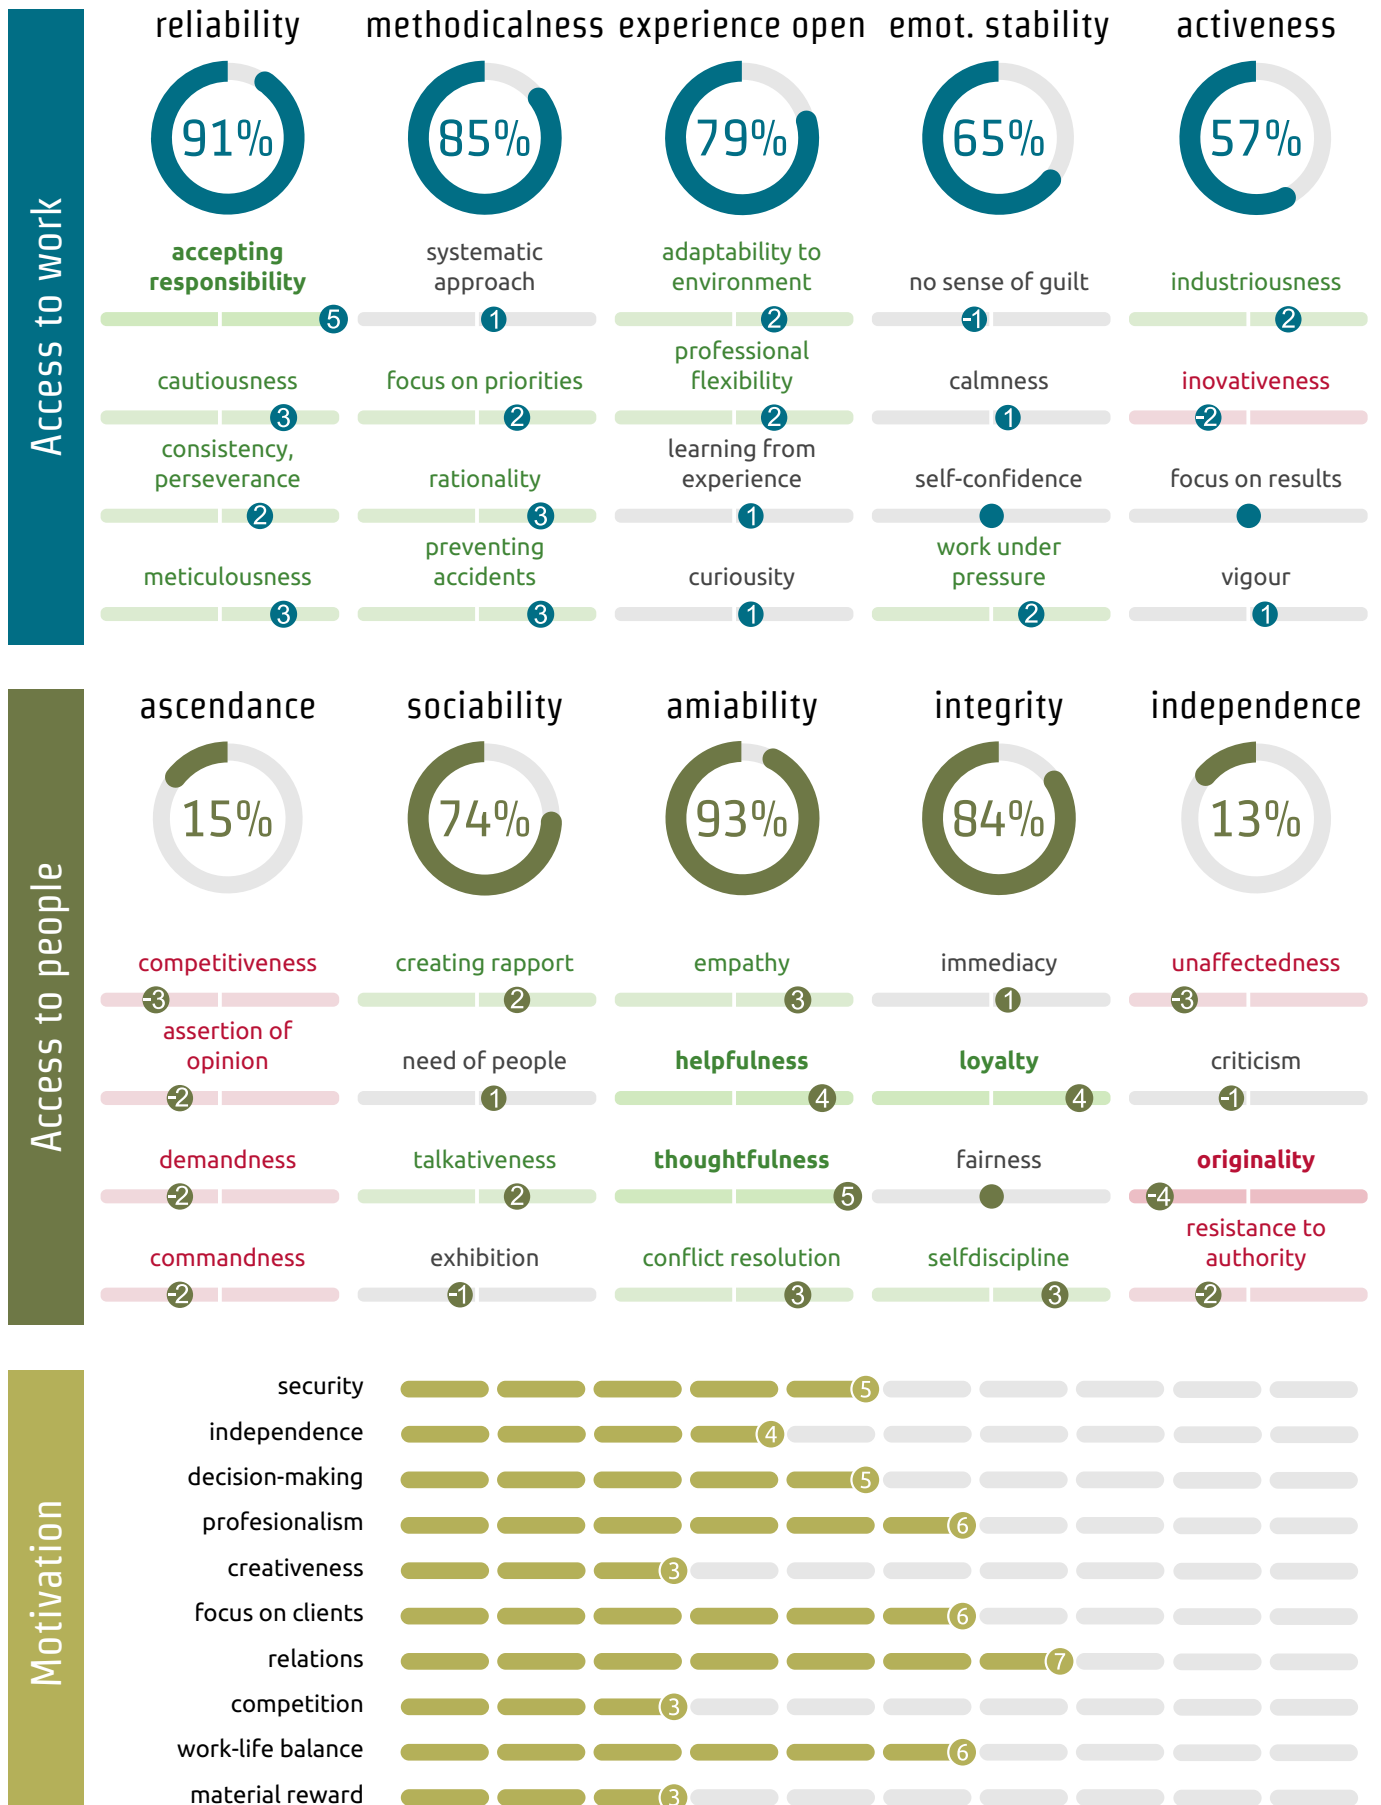 Access to work
reliability methodicalness experience open emot. stability activeness
91% 85% 79% 65% 57%
accepting
responsibility
5
systematic
approach
1
adaptability to
environment
2
no sense of guilt
-1
industriousness
2
cautiousness
3
focus on priorities
2
professional
flexibility
2
calmness
1
inovativeness
-2
consistency,
perseverance
2
rationality
3
learning from
experience
1
self-confidence
focus on results
meticulousness
3
preventing
accidents
3
curiousity
1
work under
pressure
2
vigour
1
Access to people
ascendance sociability amiability integrity independence
15% 74% 93% 84% 13%
competitiveness
-3
creating rapport
2
empathy
3
immediacy
1
unaffectedness
-3
assertion of
opinion
-2
need of people
1
helpfulness
4
loyalty
4
criticism
-1
demandness
-2
talkativeness
2
thoughtfulness
5
fairness
originality
-4
commandness
-2
exhibition
-1
conflict resolution
3
selfdiscipline
3
resistance to
authority
-2
Motivation
security 5
independence 4
decision-making 5
profesionalism 6
creativeness 3
focus on clients 6
relations 7
competition 3
work-life balance 6
material reward 3